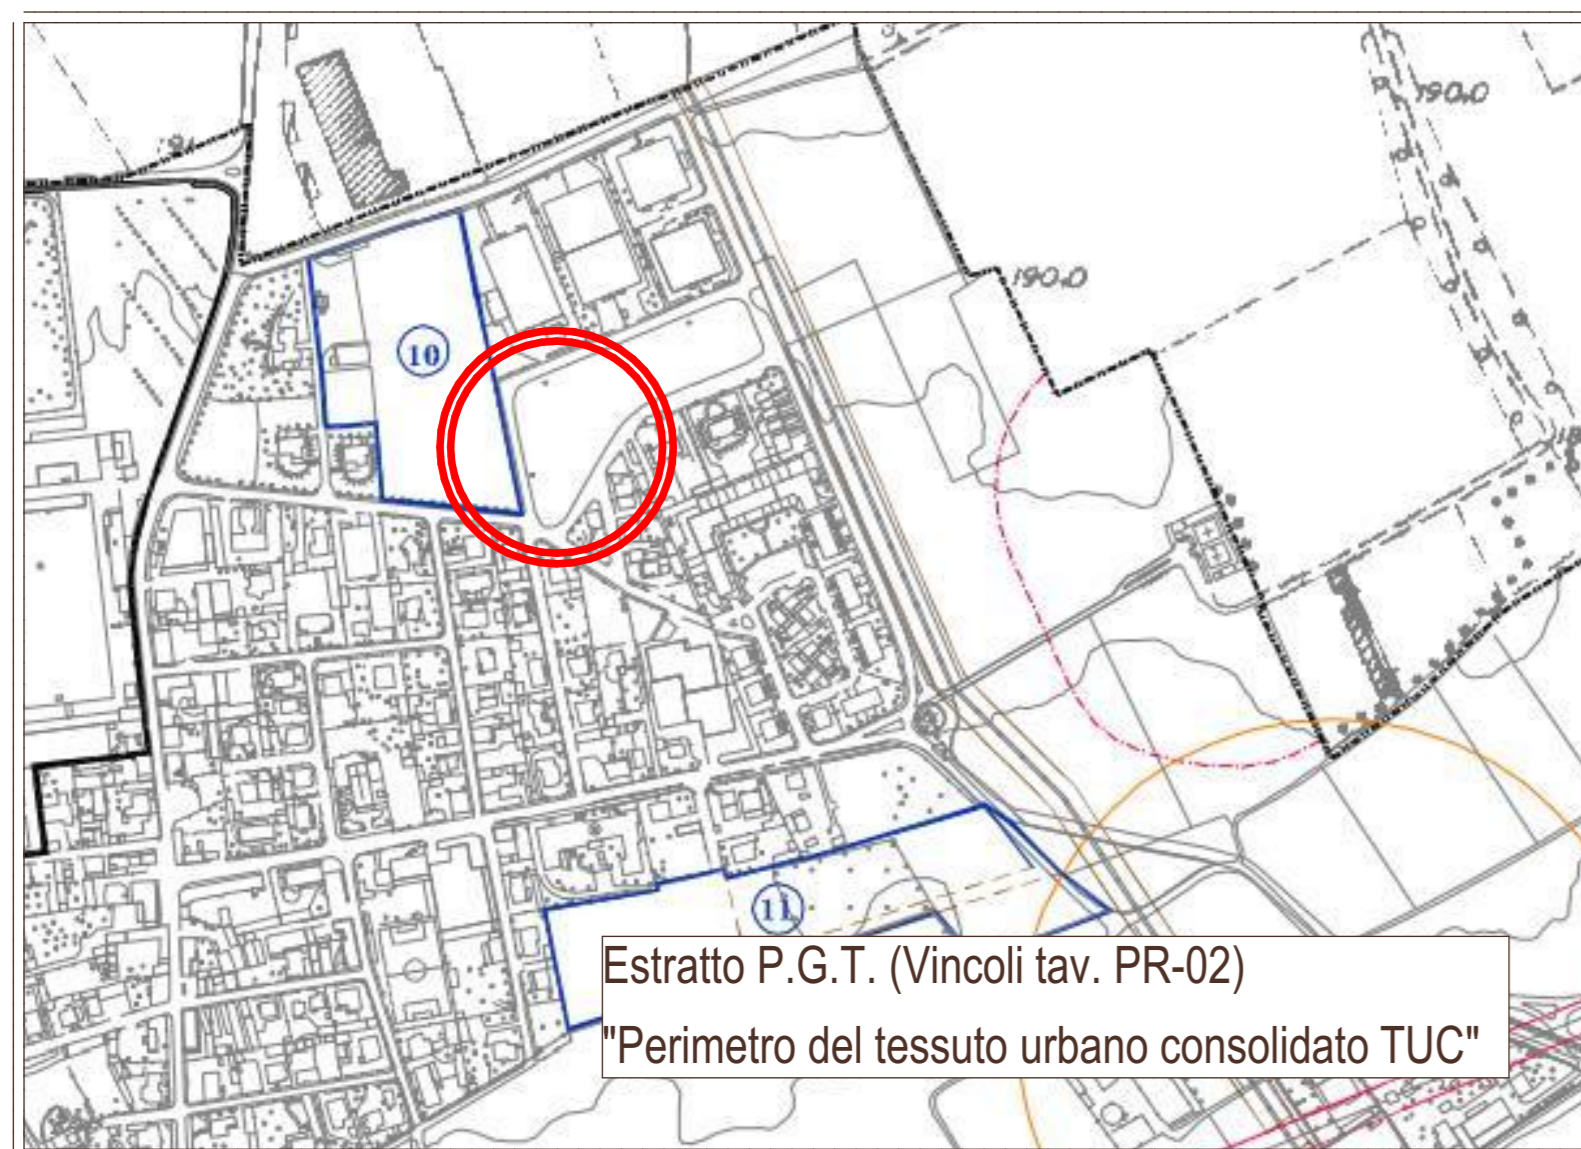 190.0
190.0
10
11
Estratto P.G.T. (Vincoli tav. PR-02)
"Perimetro del tessuto urbano consolidato TUC"